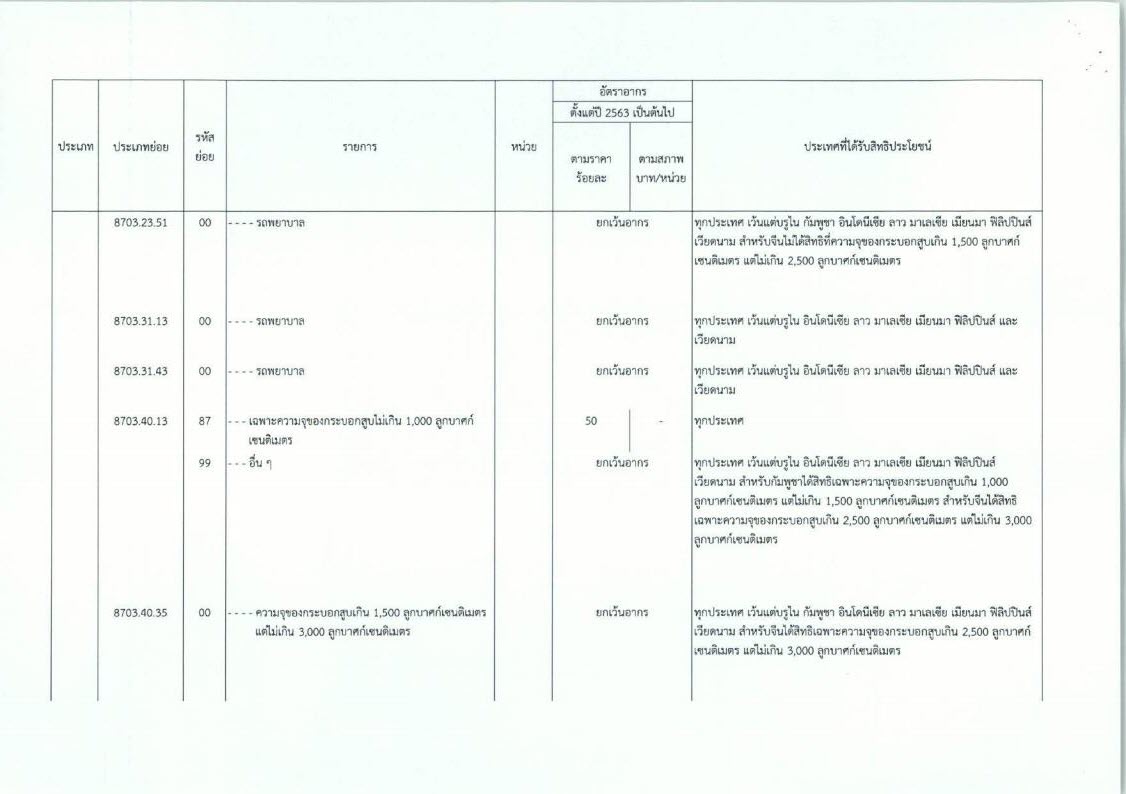 อัตราอากร
ตั้งแต่ปี 2563 เป็นต้นไป
ประเภท ประเภทย่อย รหัสย่อย รายการ หน่วย ตามราคา ร้อยละ ตามสภาพ บาท/หน่วย ประเทศที่ได้รับสิทธิประโยชน์
8703.23.51 00 - - - - รถพยาบาล ยกเว้นอากร ทุกประเทศ เว้นแต่บรูไน กัมพูชา อินโดนีเซีย ลาว มาเลเซีย เมียนมา ฟิลิปปินส์
เวียดนาม สำหรับจีนไม่ได้สิทธิที่ความจุของกระบอกสูบเกิน 1,500 ลูกบาศก์
เซนติเมตร แต่ไม่เกิน 2,500 ลูกบาศก์เซนติเมตร
8703.31.13 00 - - - - รถพยาบาล ยกเว้นอากร ทุกประเทศ เว้นแต่บรูไน อินโดนีเซีย ลาว มาเลเซีย เมียนมา ฟิลิปปินส์ และ
เวียดนาม
8703.31.43 00 - - - - รถพยาบาล ยกเว้นอากร ทุกประเทศ เว้นแต่บรูไน อินโดนีเซีย ลาว มาเลเซีย เมียนมา ฟิลิปปินส์ และ
เวียดนาม
8703.40.13 87 - - - เฉพาะความจุของกระบอกสูบไม่เกิน 1,000 ลูกบาศก์ 50 - ทุกประเทศ
เซนติเมตร
99 - - - อื่น ๆ ยกเว้นอากร ทุกประเทศ เว้นแต่บรูไน อินโดนีเซีย ลาว มาเลเซีย เมียนมา ฟิลิปปินส์
เวียดนาม สำหรับกัมพูชาได้สิทธิเฉพาะความจุของกระบอกสูบเกิน 1,000
ลูกบาศก์เซนติเมตร แต่ไม่เกิน 1,500 ลูกบาศก์เซนติเมตร สำหรับจีนได้สิทธิ
เฉพาะความจุของกระบอกสูบเกิน 2,500 ลูกบาศก์เซนติเมตร แต่ไม่เกิน 3,000
ลูกบาศก์เซนติเมตร
8703.40.35 00 - - - - ความจุของกระบอกสูบเกิน 1,500 ลูกบาศก์เซนติเมตร ยกเว้นอากร ทุกประเทศ เว้นแต่บรูไน กัมพูชา อินโดนีเซีย ลาว มาเลเซีย เมียนมา ฟิลิปปินส์
แต่ไม่เกิน 3,000 ลูกบาศก์เซนติเมตร เวียดนาม สำหรับจีนได้สิทธิเฉพาะความจุของกระบอกสูบเกิน 2,500 ลูกบาศก์
เซนติเมตร แต่ไม่เกิน 3,000 ลูกบาศก์เซนติเมตร